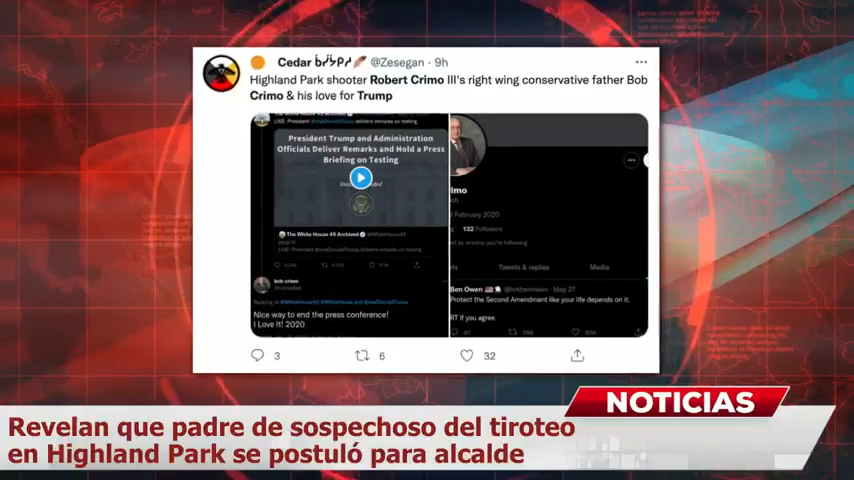 Cedar
@Zesegan · 9h
Highland Park shooter Robert Crimo III's right wing conservative father Bob
Crimo & his love for Trump
President Trump and Administration
Officials Deliver Remarks and Hold a Press
Briefing on Testing
The White House 45 Archived
bob crimo
Nice way to end the press conference!
I Love it! 2020
February 2020
132 Followers
Tweets & replies
Media
Ben Owen
May 27
Protect the Second Amendment like your life depends on it.
RT if you agree.
3
6
32
NOTICIAS
Revelan que padre de sospechoso del tiroteo
en Highland Park se postuló para alcalde